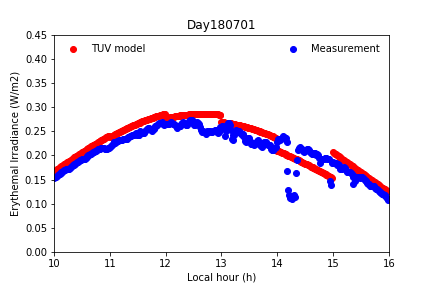 Day180701
TUV model
Measurement
Erythemal Irradiance (W/m2)
0.45
0.40
0.35
0.30
0.25
0.20
0.15
0.10
0.05
0.00
10 11 12 13 14 15 16
Local hour (h)